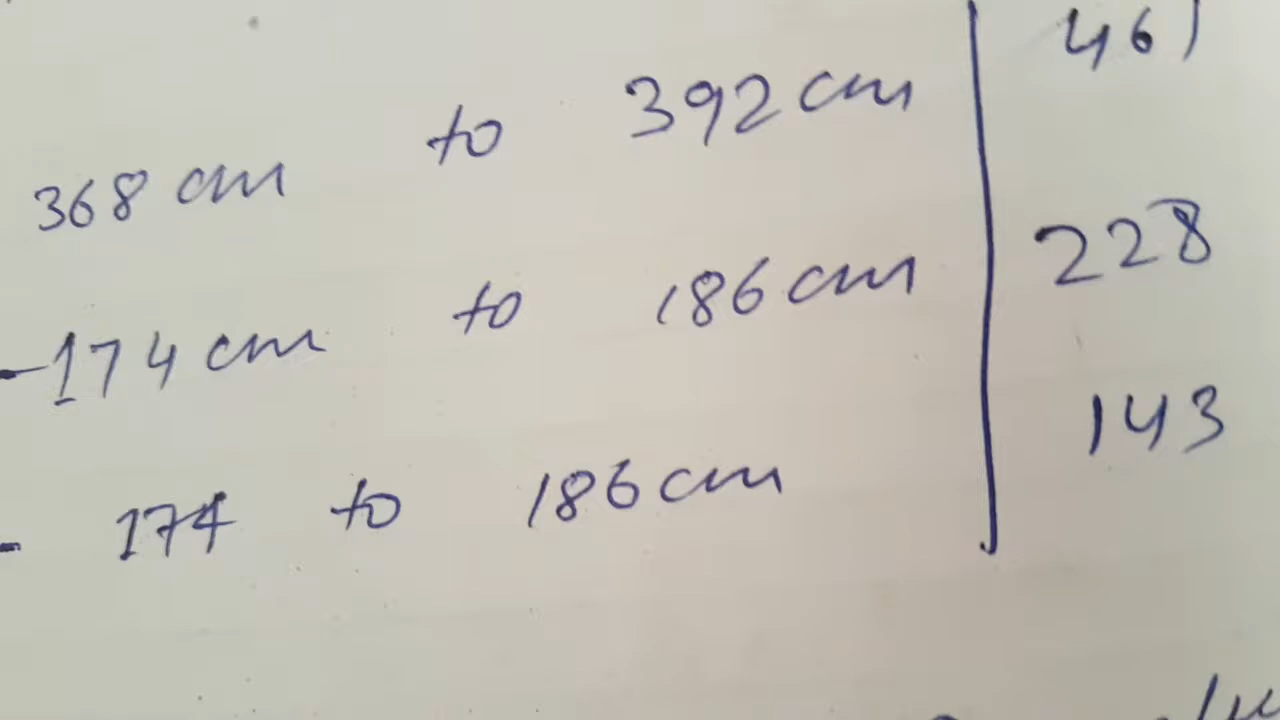 368 cm to 392 cm | 461
- 174 cm to 186 cm | 228
- 174 to 186 cm | 143